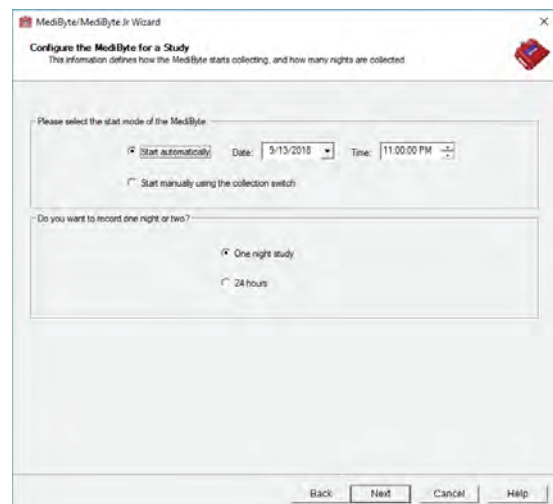 MediByte/MediByte Jr Wizard
Configure the MediByte for a Study
This information defines how the MediByte starts collecting, and how many nights are collected.
Please select the start mode of the MediByte.
Start automatically Date: 5/13/2018 Time: 11:00:00 PM
Start manually using the collection switch
Do you want to record one night or two?
One night study
24 hours
Back Next Cancel Help